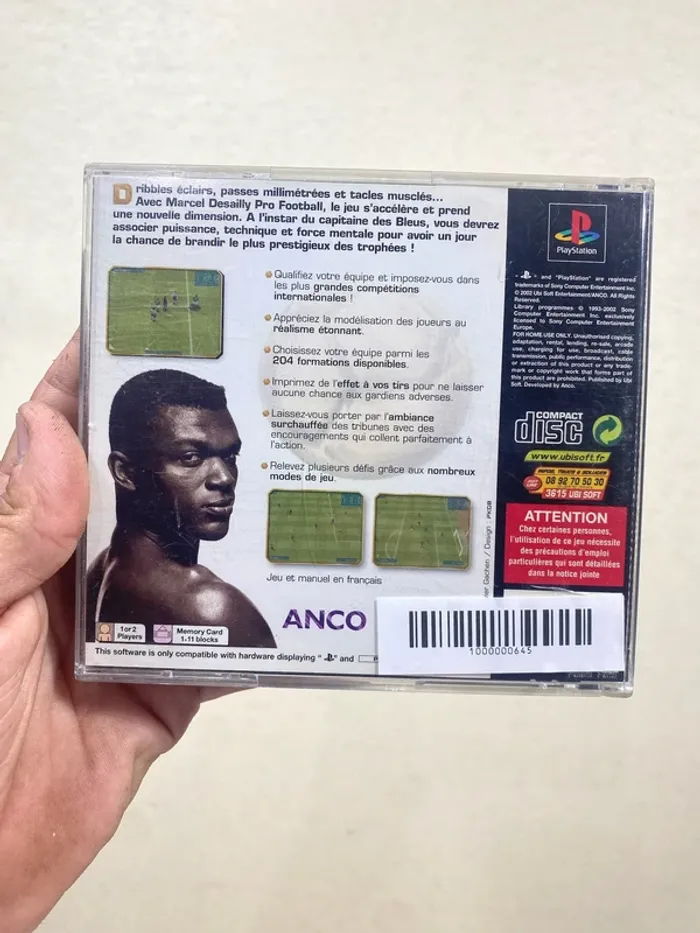 Dribbles éclairs, passes millimétrées et tacles musclés...
Avec Marcel Desailly Pro Football, le jeu s'accélère et prend
une nouvelle dimension. A l'instar du capitaine des Bleus, vous devrez
associer puissance, technique et force mentale pour avoir un jour
la chance de brandir le plus prestigieux des trophées !
Qualifiez votre équipe et imposez-vous dans
les plus grandes compétitions
internationales !
Appréciez la modélisation des joueurs au
réalisme étonnant.
Choisissez votre équipe parmi les
204 formations disponibles.
Imprimez de l'effet à vos tirs pour ne laisser
aucune chance aux gardiens adverses.
Laissez-vous porter par l'ambiance
surchauffée des tribunes avec des
encouragements qui collent parfaitement à
l'action.
Relevez plusieurs défis grâce aux nombreux
modes de jeu.
Jeu et manuel en français
ANCO
1 or 2
Players
Memory Card
1-11 blocks
This software is only compatible with hardware displaying " " and
Gachen / Design : PKGB
PlayStation
" " and "PlayStation" are registered
trademarks of Sony Computer Entertainment Inc.
© 2002 Ubi Soft Entertainment/ANCO. All Rights
Reserved.
Library programmes © 1993-2002 Sony
Computer Entertainment Inc. exclusively
licensed to Sony Computer Entertainment
Europe.
FOR HOME USE ONLY. Unauthorised copying,
adaptation, rental, lending, re-sale, arcade
use, charging for use, broadcast, cable
transmission, public performance, distribution
or extraction of this product or any trade-
mark or copyright work that forms part of
this product are prohibited. Published by Ubi
Soft. Developed by Anco.
COMPACT
disc
www.ubisoft.fr
INFOS, TRUCS & SOLUCES
HOT LINE
08 92 70 50 30
3615 UBI SOFT
ATTENTION
Chez certaines personnes,
l'utilisation de ce jeu nécessite
des précautions d'emploi
particulières qui sont détaillées
dans la notice jointe
1000000645